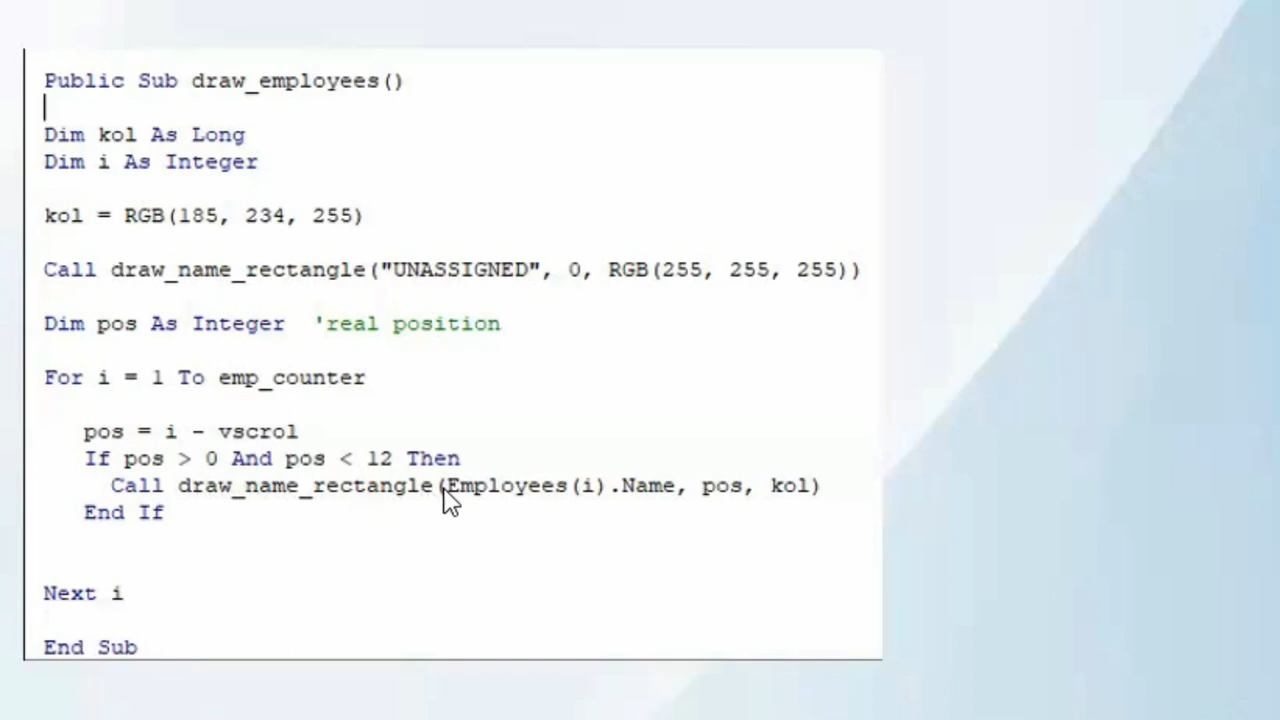 Public Sub draw_employees()
Dim kol As Long
Dim i As Integer
kol = RGB(185, 234, 255)
Call draw_name_rectangle("UNASSIGNED", 0, RGB(255, 255, 255))
Dim pos As Integer  'real position
For i = 1 To emp_counter
pos = i - vscrol
If pos > 0 And pos < 12 Then
Call draw_name_rectangle(Employees(i).Name, pos, kol)
End If
Next i
End Sub